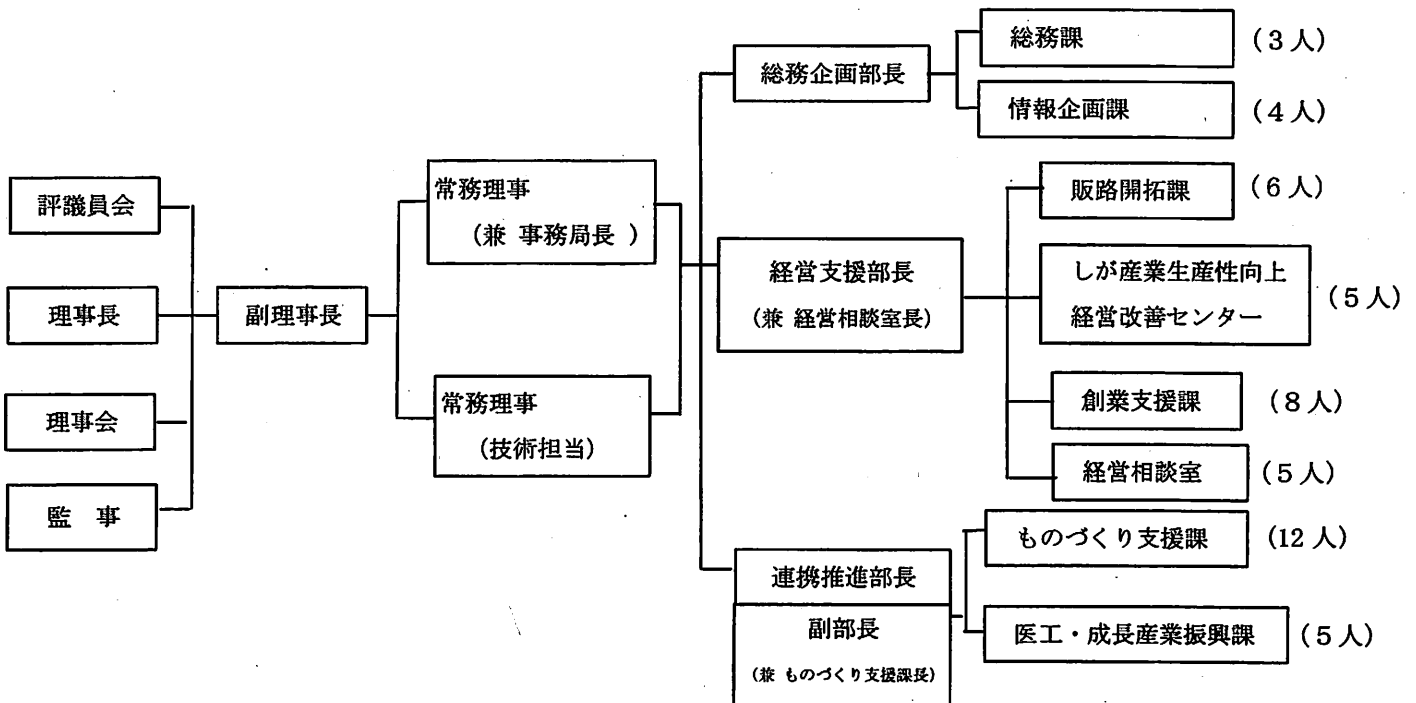 評議員会
理事長
理事会
監　事
副理事長
常務理事
（兼 事務局長 ）
常務理事
（技術担当）
総務企画部長
総務課
（3人）
情報企画課
（4人）
経営支援部長
（兼 経営相談室長）
販路開拓課
（6人）
しが産業生産性向上
経営改善センター
（5人）
創業支援課
（8人）
経営相談室
（5人）
連携推進部長
副部長
（兼 ものづくり支援課長）
ものづくり支援課
（12人）
医工・成長産業振興課
（5人）